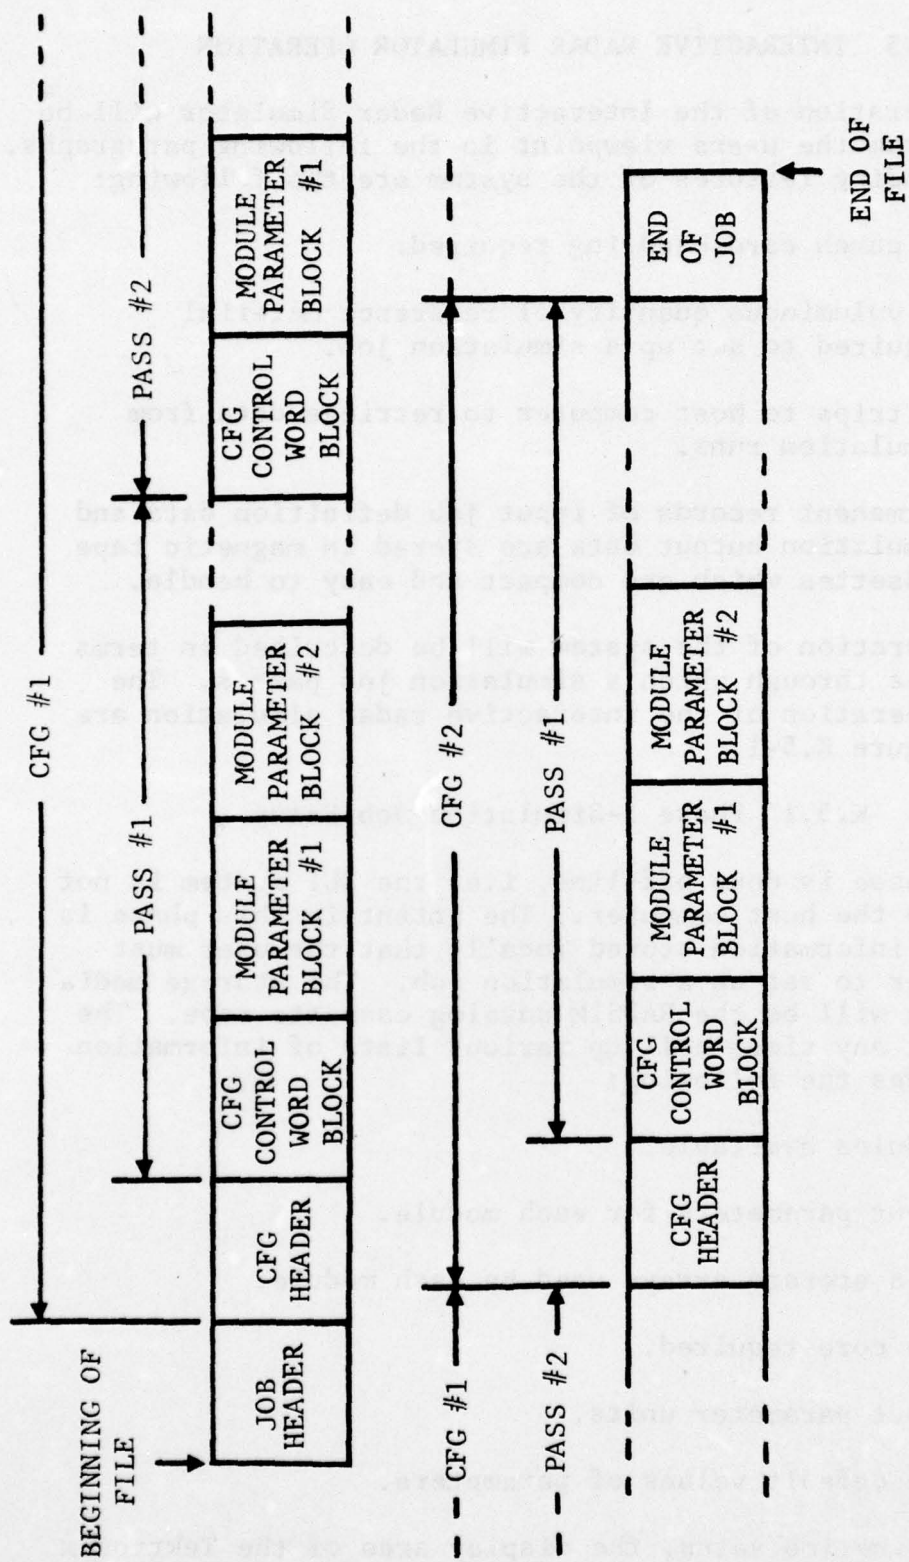 BEGINNING OF
FILE
CFG #1
PASS #1
PASS #2
JOB
HEADER
CFG
HEADER
CFG
CONTROL
WORD
BLOCK
MODULE
PARAMETER
BLOCK #1
MODULE
PARAMETER
BLOCK #2
CFG
CONTROL
WORD
BLOCK
MODULE
PARAMETER
BLOCK #1
CFG #1
CFG #2
PASS #2
PASS #1
CFG
HEADER
CFG
CONTROL
WORD
BLOCK
MODULE
PARAMETER
BLOCK #1
MODULE
PARAMETER
BLOCK #2
END
OF
JOB
END OF
FILE